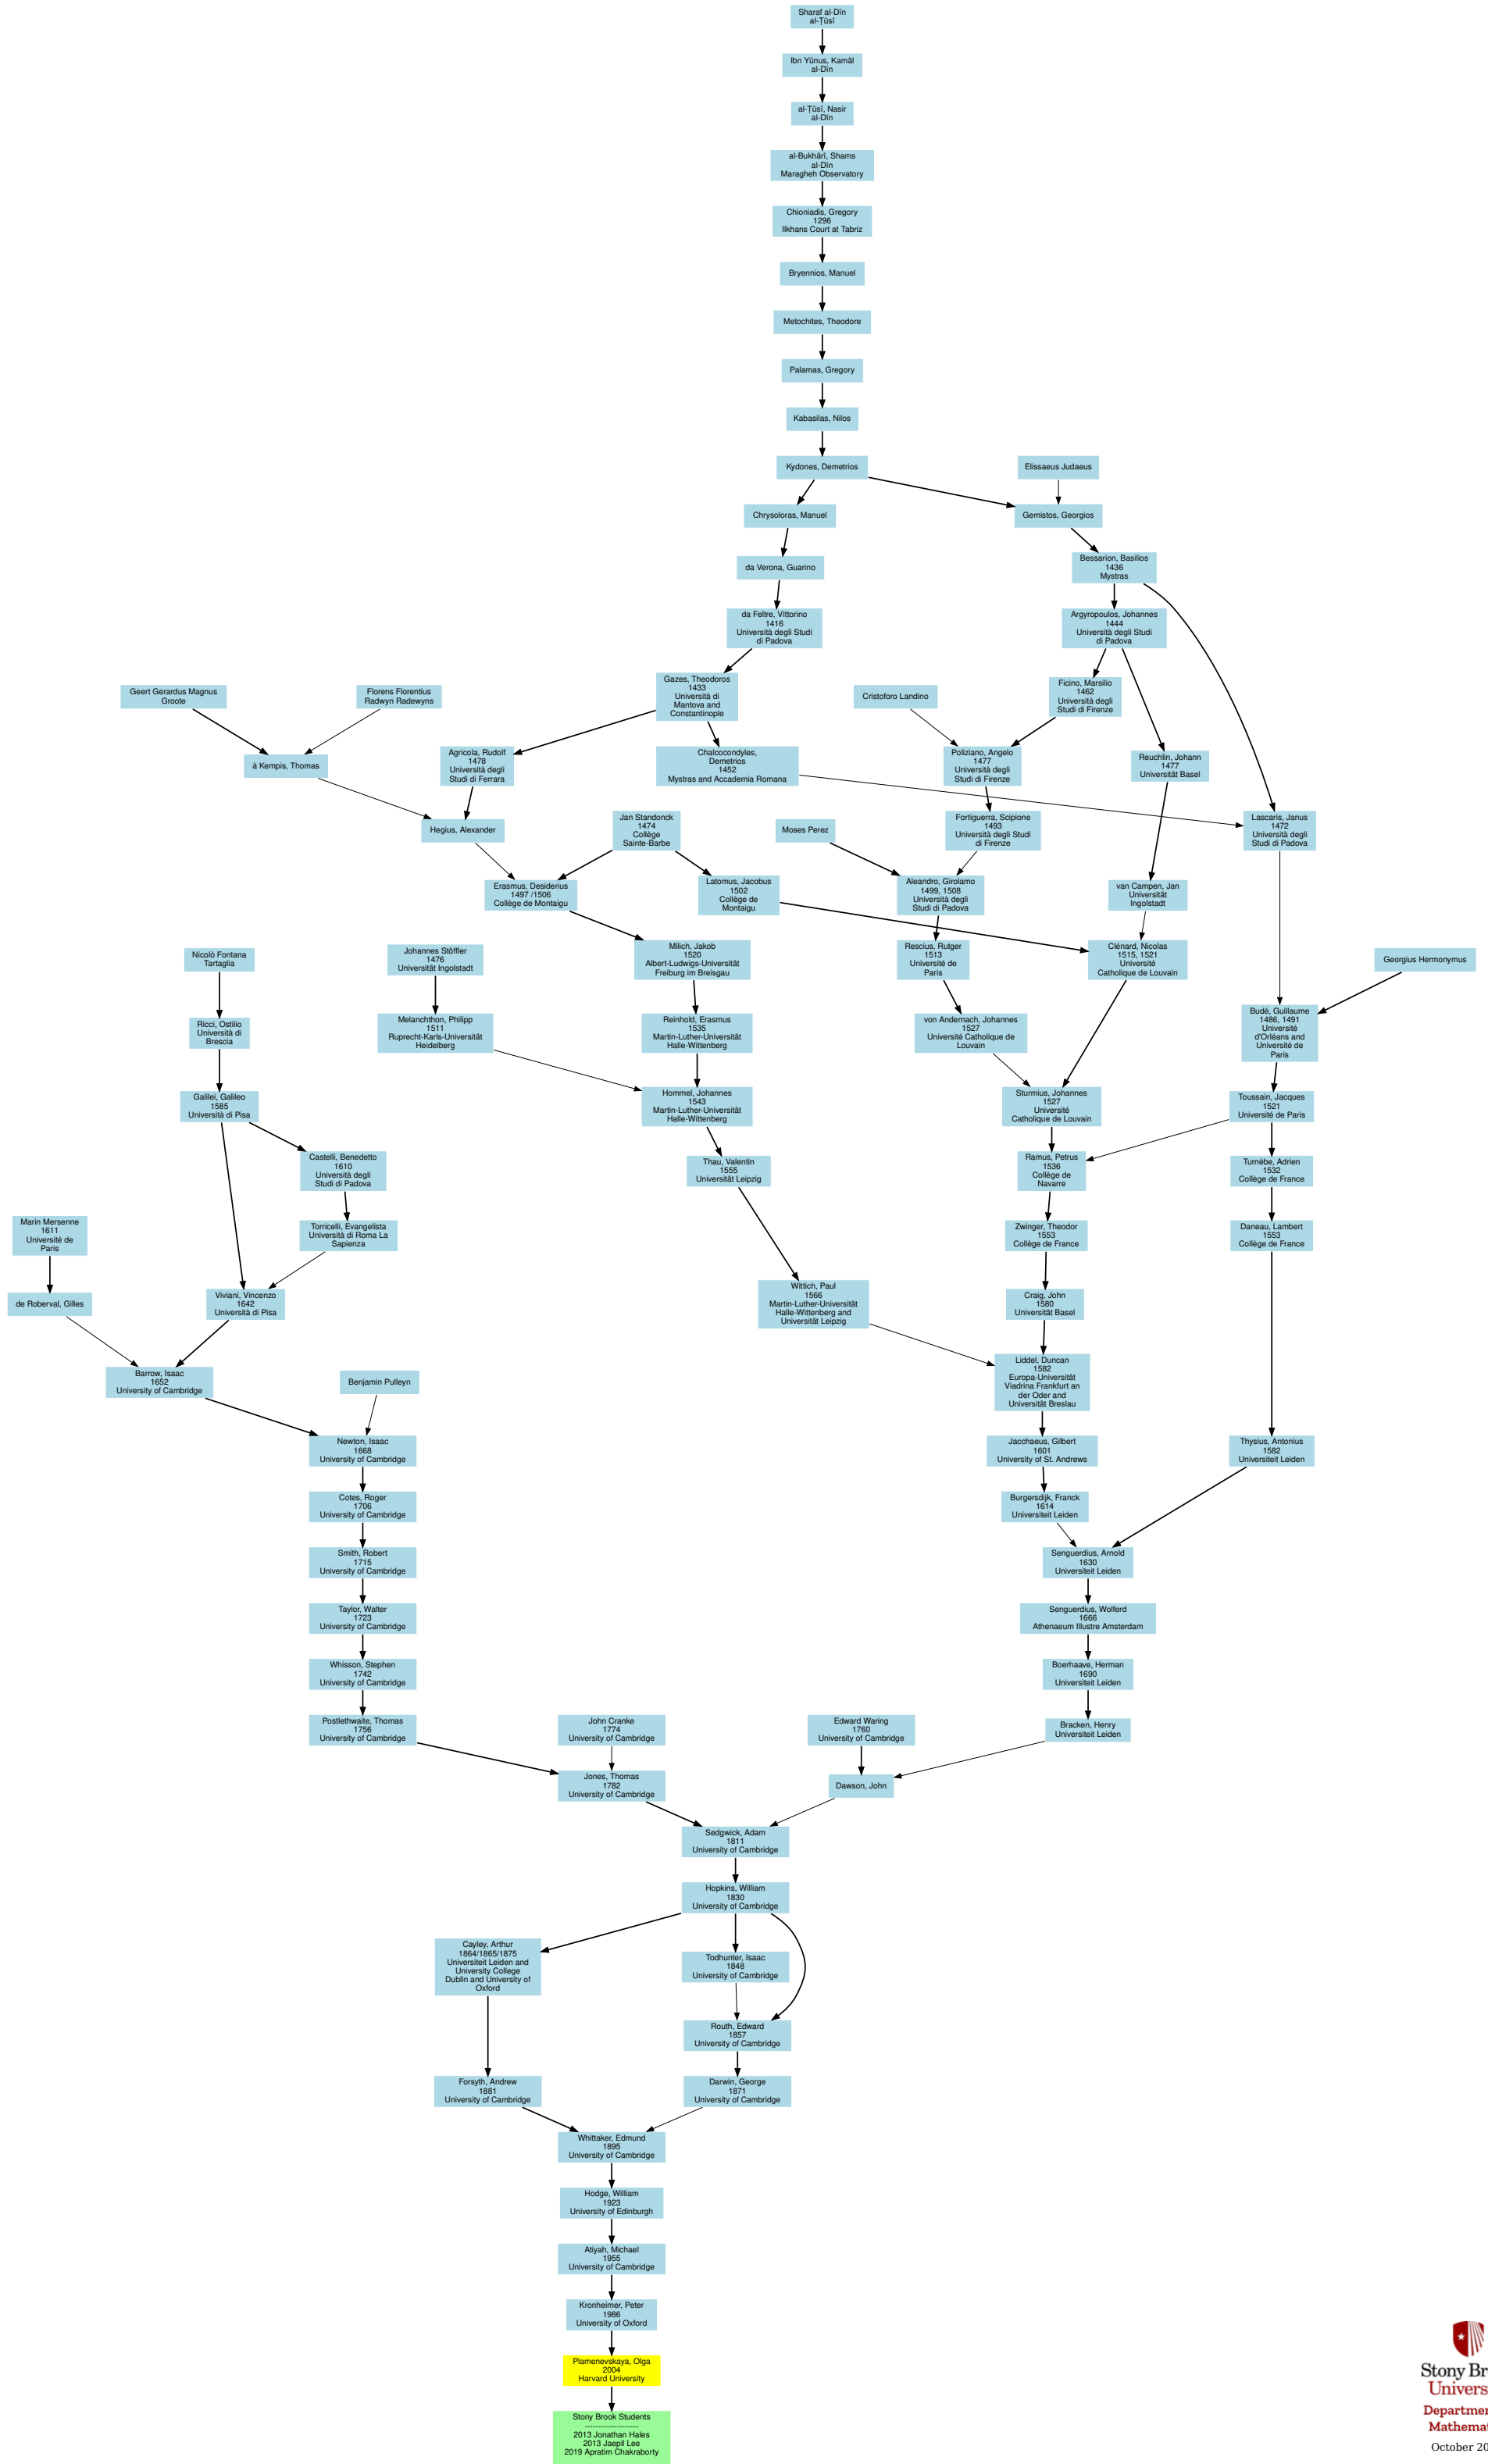 Sharaf al-Dīn
al-Ṭūsī
Ibn Yūnus, Kamāl
al-Dīn
al-Ṭūsī, Nasir
al-Dīn
al-Bukhārī, Shams
al-Dīn
Maragheh Observatory
Chioniadis, Gregory
1296
Ilkhans Court at Tabriz
Bryennios, Manuel
Metochites, Theodore
Palamas, Gregory
Kabasilas, Nilos
Kydones, Demetrios
Elissaeus Judaeus
Chrysoloras, Manuel
Gemistos, Georgios
da Verona, Guarino
Bessarion, Basilios
1436
Mystras
da Feltre, Vittorino
1416
Università degli Studi
di Padova
Argyropoulos, Johannes
1444
Università degli Studi
di Padova
Geert Gerardus Magnus
Groote
Florens Florentius
Radwyn Radewyns
Gazes, Theodoros
1433
Università di
Mantova and
Constantinople
Cristoforo Landino
Ficino, Marsilio
1462
Università degli
Studi di Firenze
à Kempis, Thomas
Agricola, Rudolf
1478
Università degli
Studi di Ferrara
Chalcocondyles,
Demetrios
1452
Mystras and Accademia Romana
Poliziano, Angelo
1477
Università degli
Studi di Firenze
Reuchlin, Johann
1477
Universität Basel
Hegius, Alexander
Jan Standonck
1474
Collège
Sainte-Barbe
Moses Perez
Fortiguerra, Scipione
1493
Università degli Studi
di Firenze
Lascaris, Janus
1472
Università degli
Studi di Padova
Erasmus, Desiderius
1497 /1506
Collège de Montaigu
Latomus, Jacobus
1502
Collège de
Montaigu
Aleandro, Girolamo
1499, 1508
Università degli
Studi di Padova
van Campen, Jan
Universität
Ingolstadt
Nicolò Fontana
Tartaglia
Johannes Stöffler
1476
Universität Ingolstadt
Milich, Jakob
1520
Albert-Ludwigs-Universität
Freiburg im Breisgau
Rescius, Rutger
1513
Université de
Paris
Clénard, Nicolas
1515, 1521
Université
Catholique de Louvain
Georgius Hermonymus
Ricci, Ostilio
Università di
Brescia
Melanchthon, Philipp
1511
Ruprecht-Karls-Universität
Heidelberg
Reinhold, Erasmus
1535
Martin-Luther-Universität
Halle-Wittenberg
von Andernach, Johannes
1527
Université Catholique de
Louvain
Budé, Guillaume
1486, 1491
Université
d'Orléans and
Université de
Paris
Galilei, Galileo
1585
Università di Pisa
Hommel, Johannes
1543
Martin-Luther-Universität
Halle-Wittenberg
Sturmius, Johannes
1527
Université
Catholique de Louvain
Toussain, Jacques
1521
Université de Paris
Castelli, Benedetto
1610
Università degli
Studi di Padova
Thau, Valentin
1555
Universität Leipzig
Ramus, Petrus
1536
Collège de
Navarre
Turnèbe, Adrien
1532
Collège de France
Marin Mersenne
1611
Université de
Paris
Torricelli, Evangelista
Università di Roma La
Sapienza
Zwinger, Theodor
1553
Collège de France
Daneau, Lambert
1553
Collège de France
de Roberval, Gilles
Viviani, Vincenzo
1642
Università di Pisa
Wittich, Paul
1566
Martin-Luther-Universität
Halle-Wittenberg and
Universität Leipzig
Craig, John
1580
Universität Basel
Barrow, Isaac
1652
University of Cambridge
Benjamin Pulleyn
Liddel, Duncan
1582
Europa-Universität
Viadrina Frankfurt an
der Oder and
Universität Breslau
Newton, Isaac
1668
University of Cambridge
Jacchaeus, Gilbert
1601
University of St. Andrews
Thysius, Antonius
1582
Universiteit Leiden
Cotes, Roger
1706
University of Cambridge
Burgersdijk, Franck
1614
Universiteit Leiden
Smith, Robert
1715
University of Cambridge
Senguerdius, Arnold
1630
Universiteit Leiden
Taylor, Walter
1723
University of Cambridge
Senguerdius, Wolferd
1666
Athenaeum Illustre Amsterdam
Whisson, Stephen
1742
University of Cambridge
Boerhaave, Herman
1690
Universiteit Leiden
Postlethwaite, Thomas
1756
University of Cambridge
John Cranke
1774
University of Cambridge
Edward Waring
1760
University of Cambridge
Bracken, Henry
Universiteit Leiden
Jones, Thomas
1782
University of Cambridge
Dawson, John
Sedgwick, Adam
1811
University of Cambridge
Hopkins, William
1830
University of Cambridge
Cayley, Arthur
1864/1865/1875
Universiteit Leiden and
University College
Dublin and University of
Oxford
Todhunter, Isaac
1848
University of Cambridge
Routh, Edward
1857
University of Cambridge
Forsyth, Andrew
1881
University of Cambridge
Darwin, George
1871
University of Cambridge
Whittaker, Edmund
1895
University of Cambridge
Hodge, William
1923
University of Edinburgh
Atiyah, Michael
1955
University of Cambridge
Kronheimer, Peter
1986
University of Oxford
Plamenevskaya, Olga
2004
Harvard University
Stony Brook Students
--------------------
2013 Jonathan Hales
2013 Jaepil Lee
2019 Apratim Chakraborty
Stony Br
Univers
Departmen
Mathemat
October 20